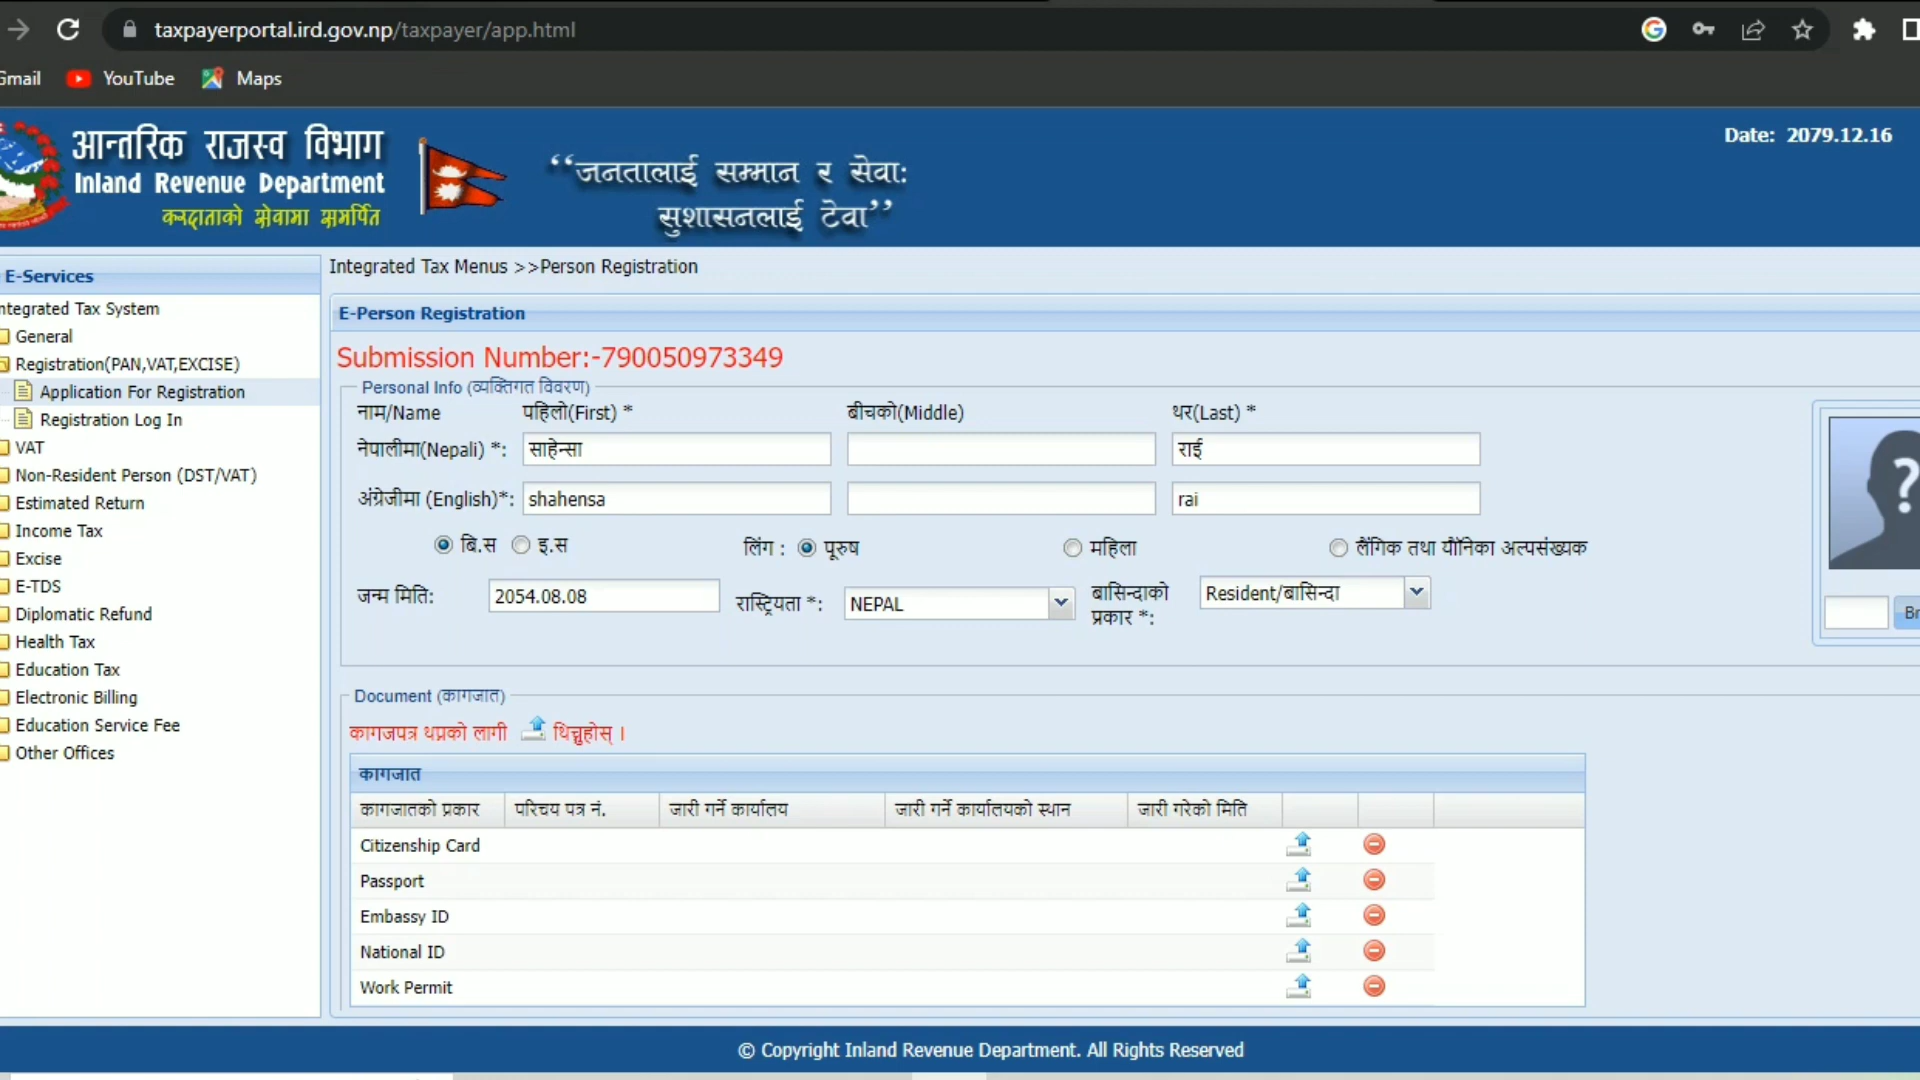 taxpayerportal.ird.gov.np/taxpayer/app.html
Gmail YouTube Maps
आन्तरिक राजस्व विभाग
Inland Revenue Department
करदाताको सेवामा समर्पित
“जनतालाई सम्मान र सेवाः
सुशासनलाई टेवा”
Date: 2079.12.16
E-Services
ntegrated Tax System
General
Registration(PAN,VAT,EXCISE)
Application For Registration
Registration Log In
VAT
Non-Resident Person (DST/VAT)
Estimated Return
Income Tax
Excise
E-TDS
Diplomatic Refund
Health Tax
Education Tax
Electronic Billing
Education Service Fee
Other Offices
Integrated Tax Menus >>Person Registration
E-Person Registration
Submission Number:-790050973349
Personal Info (व्यक्तिगत विवरण)
नाम/Name पहिलो(First) * बीचको(Middle) थर(Last) *
नेपालीमा(Nepali) *: साहेन्सा राई
अंग्रेजीमा (English)*: shahensa rai
बि.स इ.स लिंग : पूरुष महिला लैंगिक तथा यौनिका अल्पसंख्यक
जन्म मिति: 2054.08.08 रास्ट्रियता *: NEPAL बासिन्दाको प्रकार *: Resident/बासिन्दा
Br
Document (कागजात)
कागजपत्र थप्नको लागी थिच्नुहोस् ।
कागजात
कागजातको प्रकार परिचय पत्र नं. जारी गर्ने कार्यालय जारी गर्ने कार्यालयको स्थान जारी गरेको मिति
Citizenship Card
Passport
Embassy ID
National ID
Work Permit
© Copyright Inland Revenue Department. All Rights Reserved